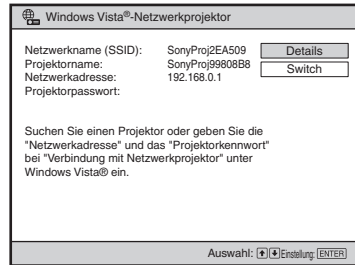 Windows Vista®-Netzwerkprojektor
Netzwerkname (SSID): SonyProj2EA509 Details
Projektorname: SonyProj99808B8 Switch
Netzwerkadresse: 192.168.0.1
Projektorpasswort:
Suchen Sie einen Projektor oder geben Sie die
"Netzwerkadresse" und das "Projektorkennwort"
bei "Verbindung mit Netzwerkprojektor" unter
Windows Vista® ein.
Auswahl: Einstellung: ENTER